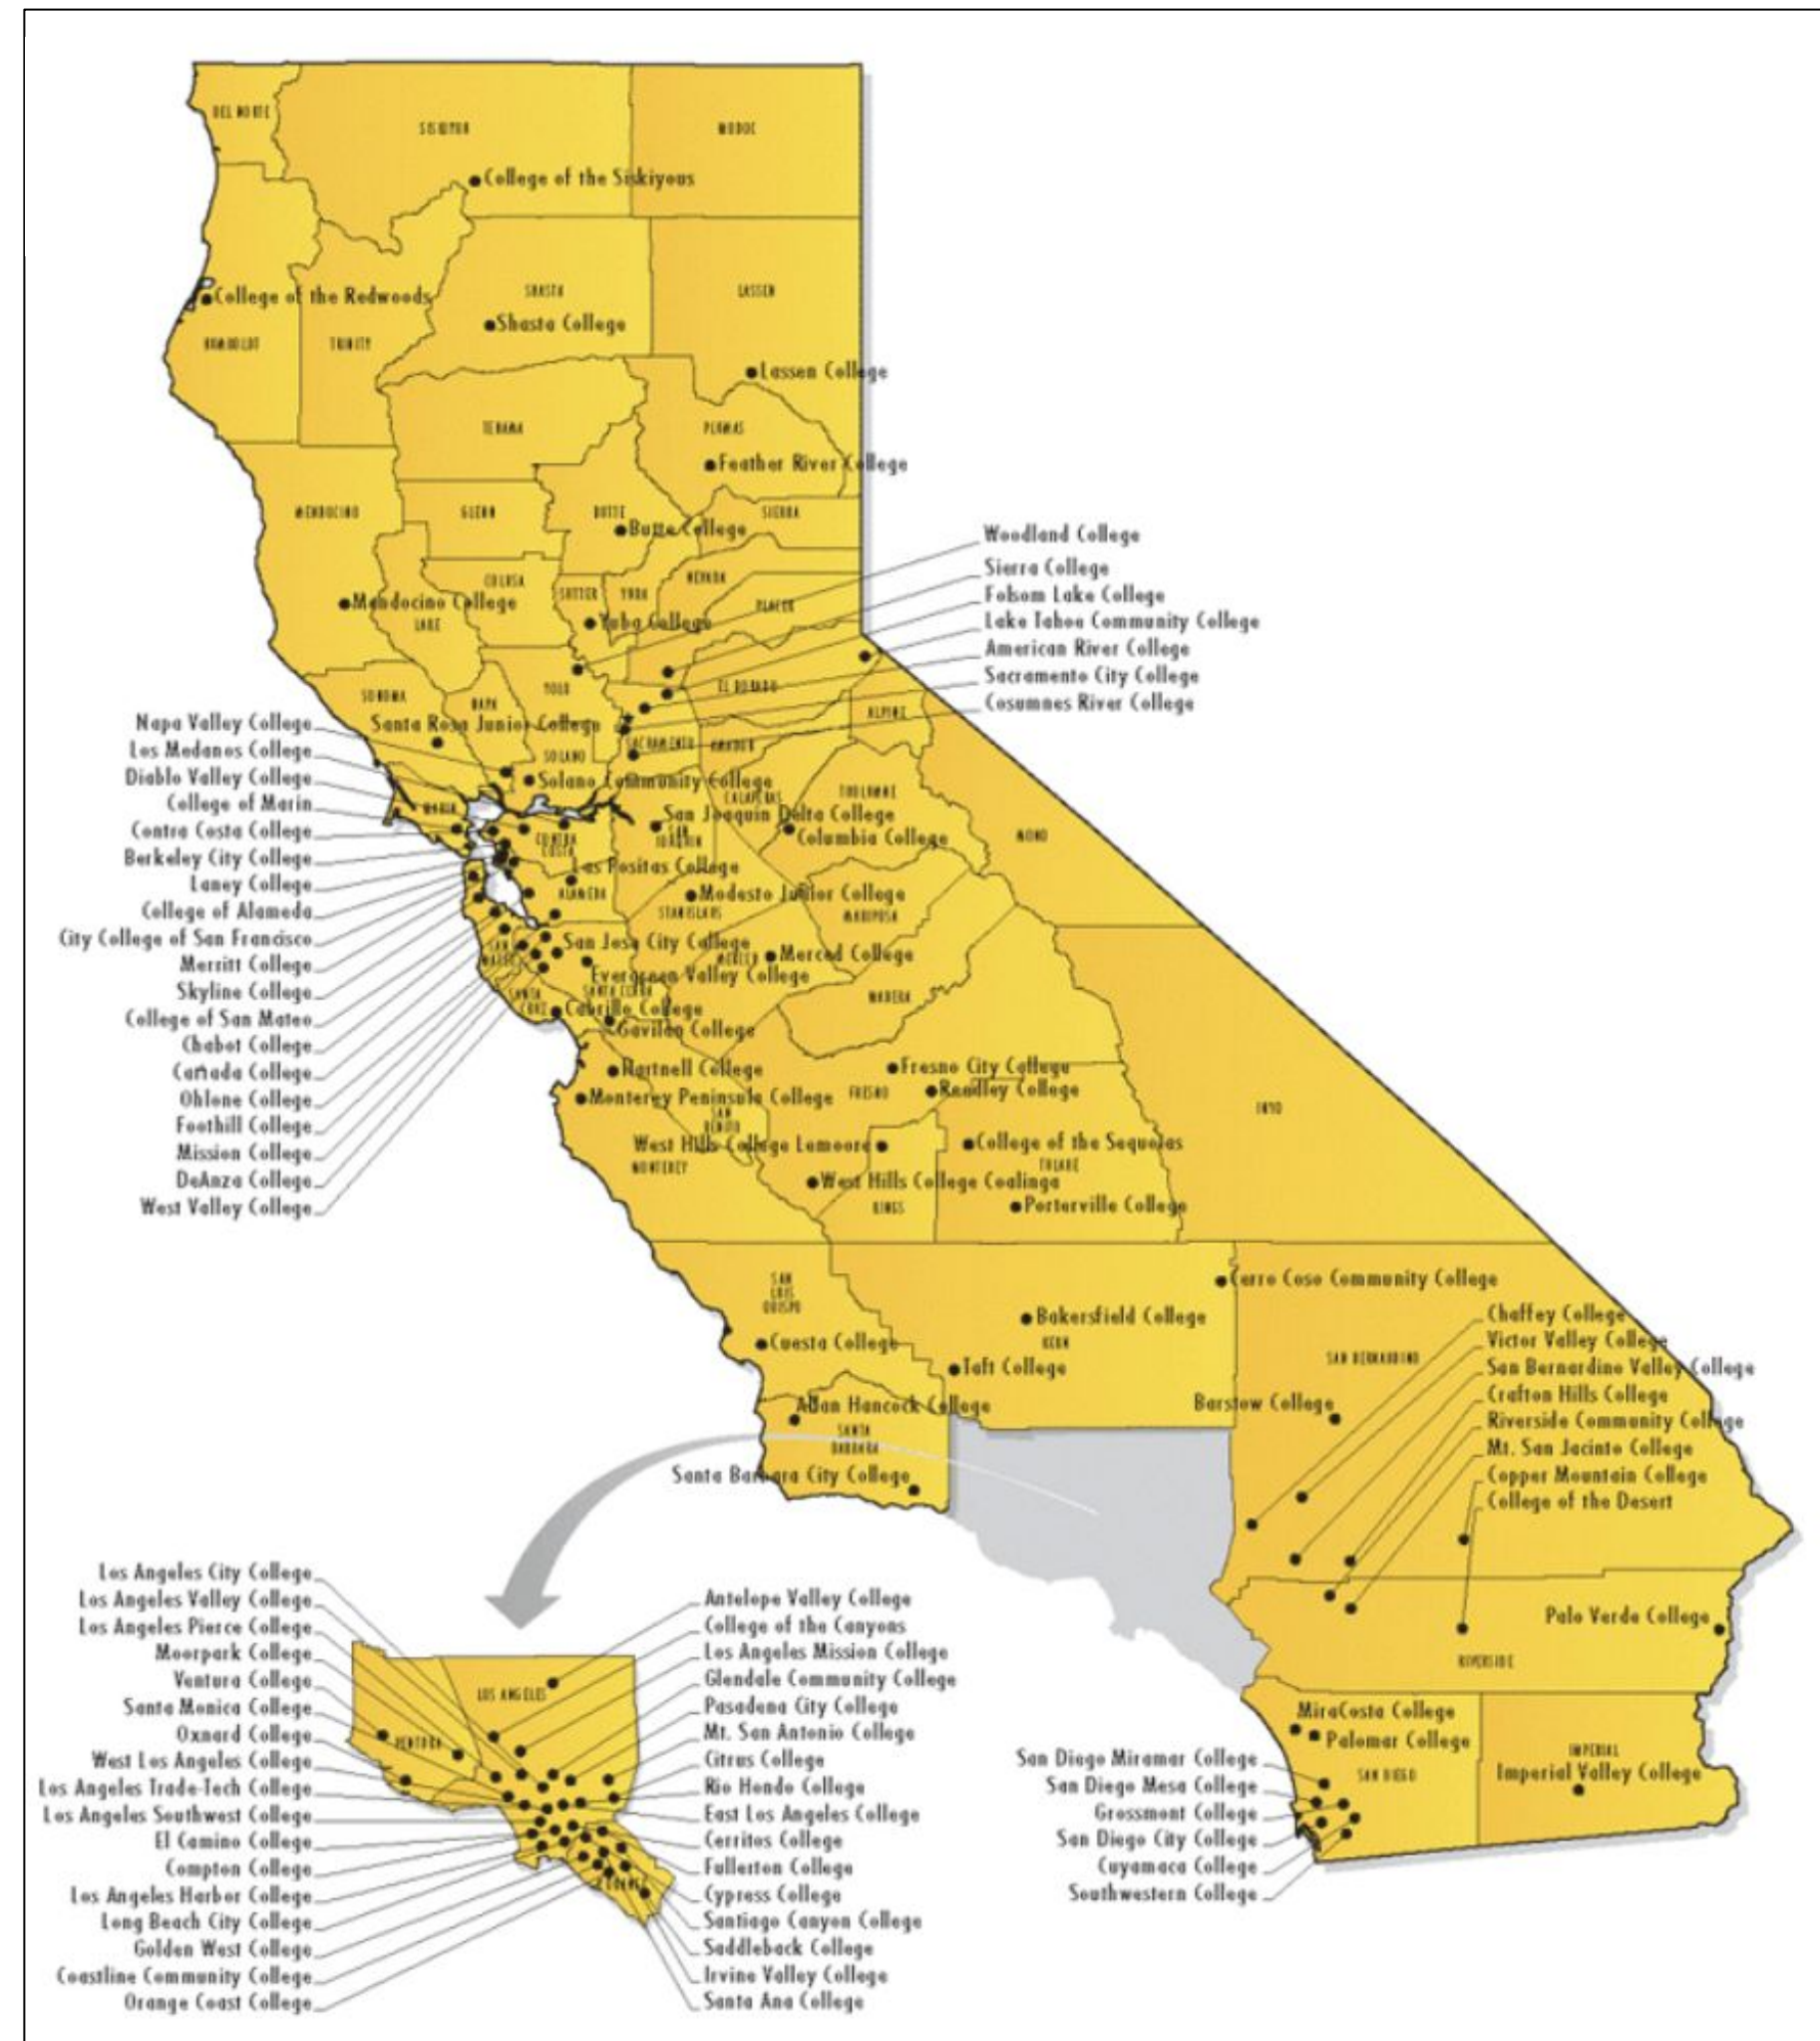 DEL NORTE
SISKIYOU
MODOC
College of the Siskiyous
College of the Redwoods
SHASTA
LASSEN
Shasta College
HUMBOLDT
TRINITY
Lassen College
TEHAMA
PLUMAS
Feather River College
MENDOCINO
GLENN
BUTTE
SIERRA
Butte College
COLUSA
NEVADA
SUTTER
YUBA
PLACER
Mendocino College
LAKE
Yuba College
Woodland College
Sierra College
Folsom Lake College
Lake Tahoe Community College
American River College
Sacramento City College
Cosumnes River College
SONOMA
NAPA
YOLO
EL DORADO
ALPINE
Santa Rosa Junior College
SACRAMENTO
AMADOR
SOLANO
Solano Community College
CALAVERAS
TUOLUMNE
MARIN
San Joaquin Delta College
SAN
JOAQUIN
CONTRA
COSTA
Columbia College
MONO
Las Positas College
ALAMEDA
Modesto Junior College
STANISLAUS
MARIPOSA
Napa Valley College
Los Medanos College
Diablo Valley College
College of Marin
Contra Costa College
Berkeley City College
Laney College
College of Alameda
City College of San Francisco
Merritt College
Skyline College
College of San Mateo
Chabot College
Cañada College
Ohlone College
Foothill College
Mission College
DeAnza College
West Valley College
San Jose City College
SAN
MATEO
MERCED
Merced College
Evergreen Valley College
SANTA CLARA
SANTA
CRUZ
MADERA
Cabrillo College
Gavilan College
Hartnell College
Fresno City College
FRESNO
Reedley College
Monterey Peninsula College
SAN
BENITO
INYO
West Hills College Lemoore
College of the Sequoias
MONTEREY
TULARE
West Hills College Coalinga
KINGS
Porterville College
SAN
LUIS
OBISPO
Cerro Coso Community College
Bakersfield College
KERN
Cuesta College
Taft College
Allan Hancock College
SANTA
BARBARA
Santa Barbara City College
SAN BERNARDINO
Barstow College
Chaffey College
Victor Valley College
San Bernardino Valley College
Crafton Hills College
Riverside Community College
Mt. San Jacinto College
Copper Mountain College
College of the Desert
Palo Verde College
RIVERSIDE
MiraCosta College
Palomar College
SAN DIEGO
IMPERIAL
Imperial Valley College
San Diego Miramar College
San Diego Mesa College
Grossmont College
San Diego City College
Cuyamaca College
Southwestern College
Los Angeles City College
Los Angeles Valley College
Los Angeles Pierce College
Moorpark College
Ventura College
Santa Monica College
Oxnard College
West Los Angeles College
Los Angeles Trade-Tech College
Los Angeles Southwest College
El Camino College
Compton College
Los Angeles Harbor College
Long Beach City College
Golden West College
Coastline Community College
Orange Coast College
LOS ANGELES
VENTURA
Antelope Valley College
College of the Canyons
Los Angeles Mission College
Glendale Community College
Pasadena City College
Mt. San Antonio College
Citrus College
Rio Hondo College
East Los Angeles College
Cerritos College
Fullerton College
Cypress College
Santiago Canyon College
Saddleback College
Irvine Valley College
Santa Ana College